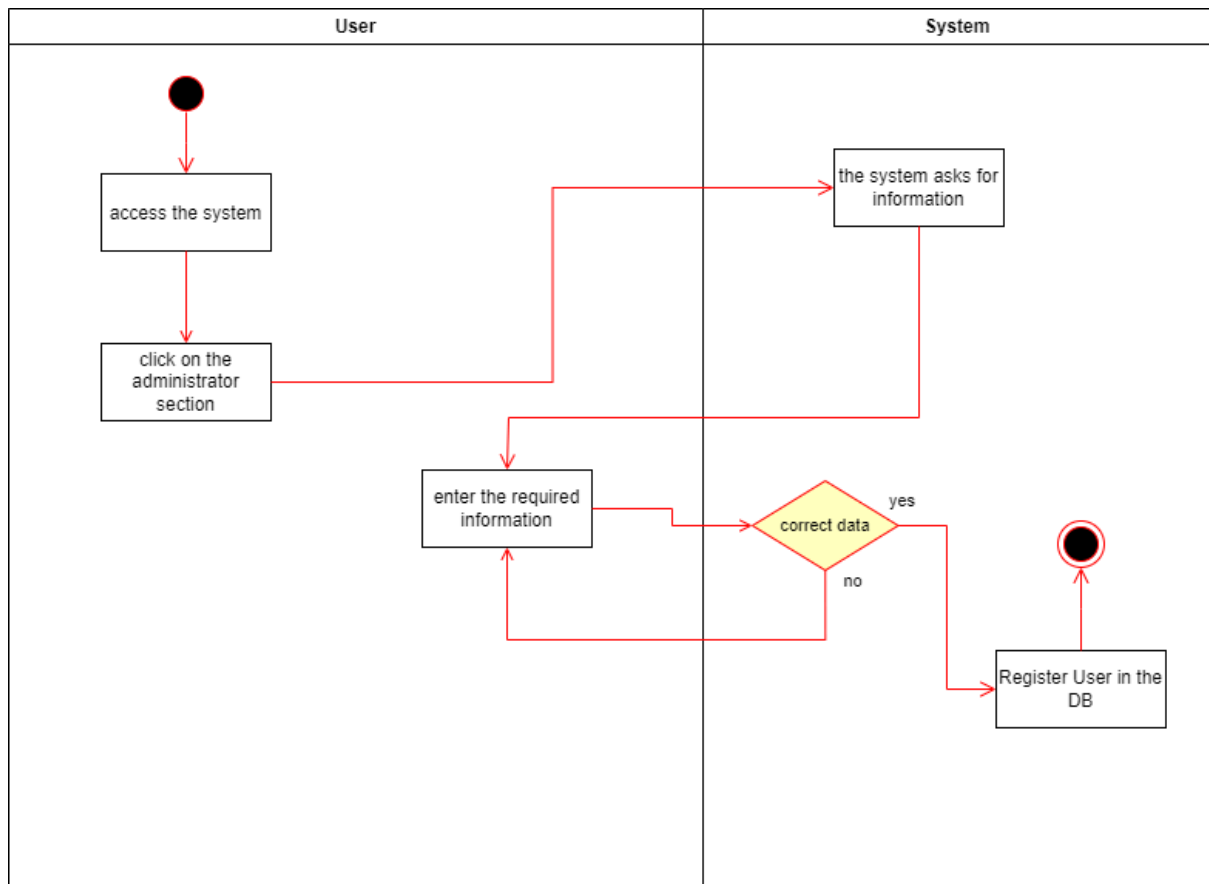 User
System
access the system
the system asks for
information
click on the
administrator
section
enter the required
information
correct data
yes
no
Register User in the
DB